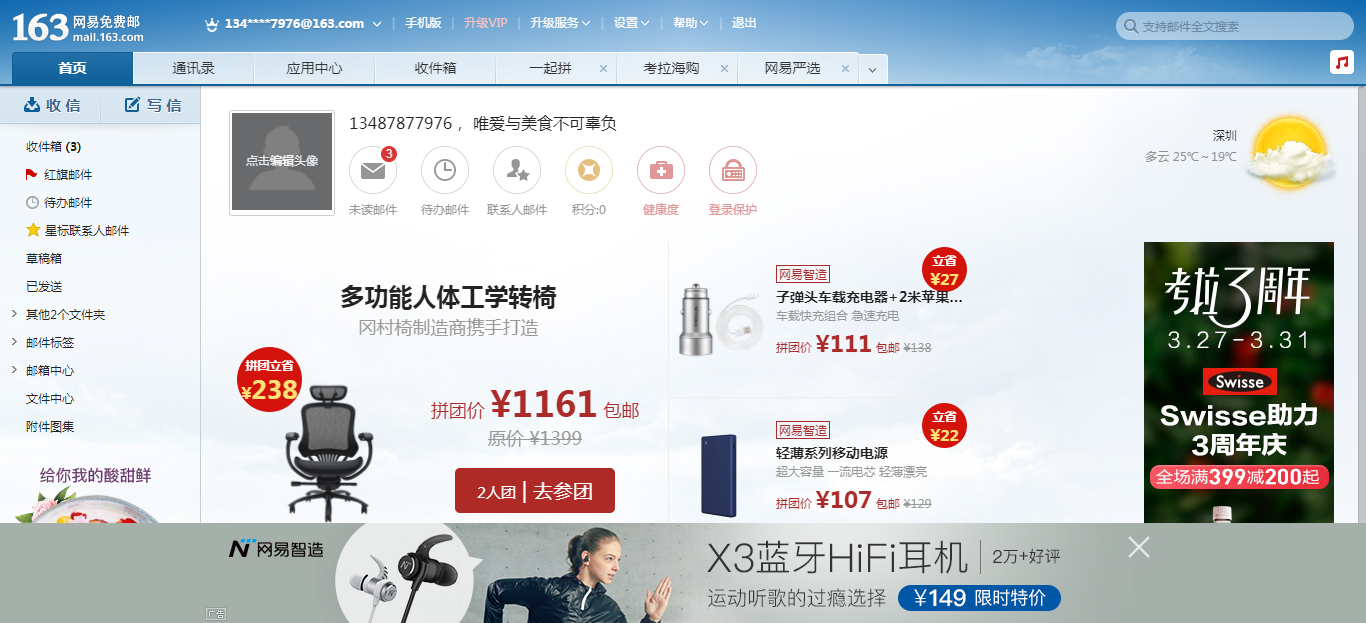 163 网易免费邮
mail.163.com
134****7976@163.com
手机版
升级VIP
升级服务
设置
帮助
退出
支持邮件全文搜索
首页
通讯录
应用中心
收件箱
一起拼 ×
考拉海购 ×
网易严选 ×
收信
写信
收件箱 (3)
红旗邮件
待办邮件
星标联系人邮件
草稿箱
已发送
其他2个文件夹
邮件标签
邮箱中心
文件中心
附件图集
给你我的酸甜鲜
点击编辑头像
13487877976 ，唯爱与美食不可辜负
3
未读邮件
待办邮件
联系人邮件
积分:0
健康度
登录保护
深圳
多云 25℃~19℃
多功能人体工学转椅
冈村椅制造商携手打造
拼团立省
¥238
拼团价 ¥1161 包邮
原价 ¥1399
2人团 | 去参团
网易智造
立省
¥27
子弹头车载充电器+2米苹果...
车载快充组合 急速充电
拼团价 ¥111 包邮 ¥138
网易智造
立省
¥22
轻薄系列移动电源
超大容量 一流电芯 轻薄漂亮
拼团价 ¥107 包邮 ¥129
考拉3周年
3.27-3.31
Swisse
Swisse助力
3周年庆
全场满399减200起
网易智造
X3蓝牙HiFi耳机 | 2万+好评
运动听歌的过瘾选择 ¥149 限时特价
广告